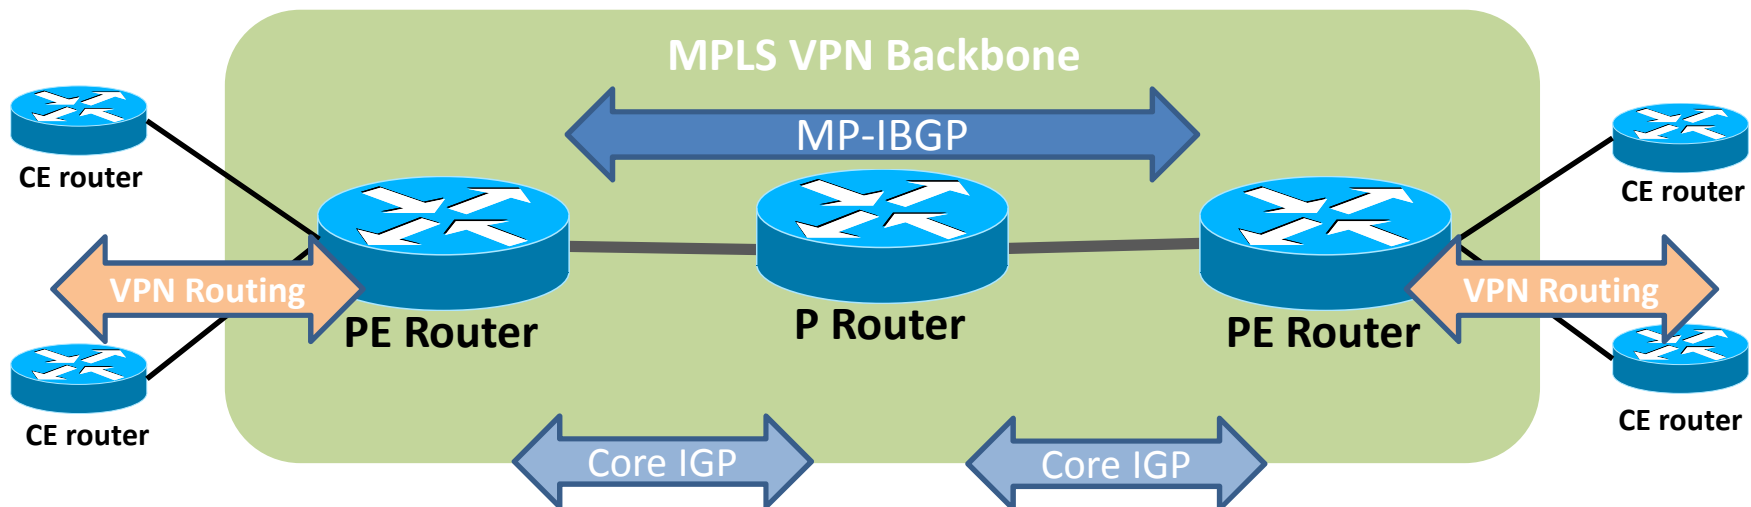 MPLS VPN Backbone
MP-IBGP
CE router
CE router
VPN Routing
VPN Routing
PE Router
P Router
PE Router
CE router
CE router
Core IGP
Core IGP